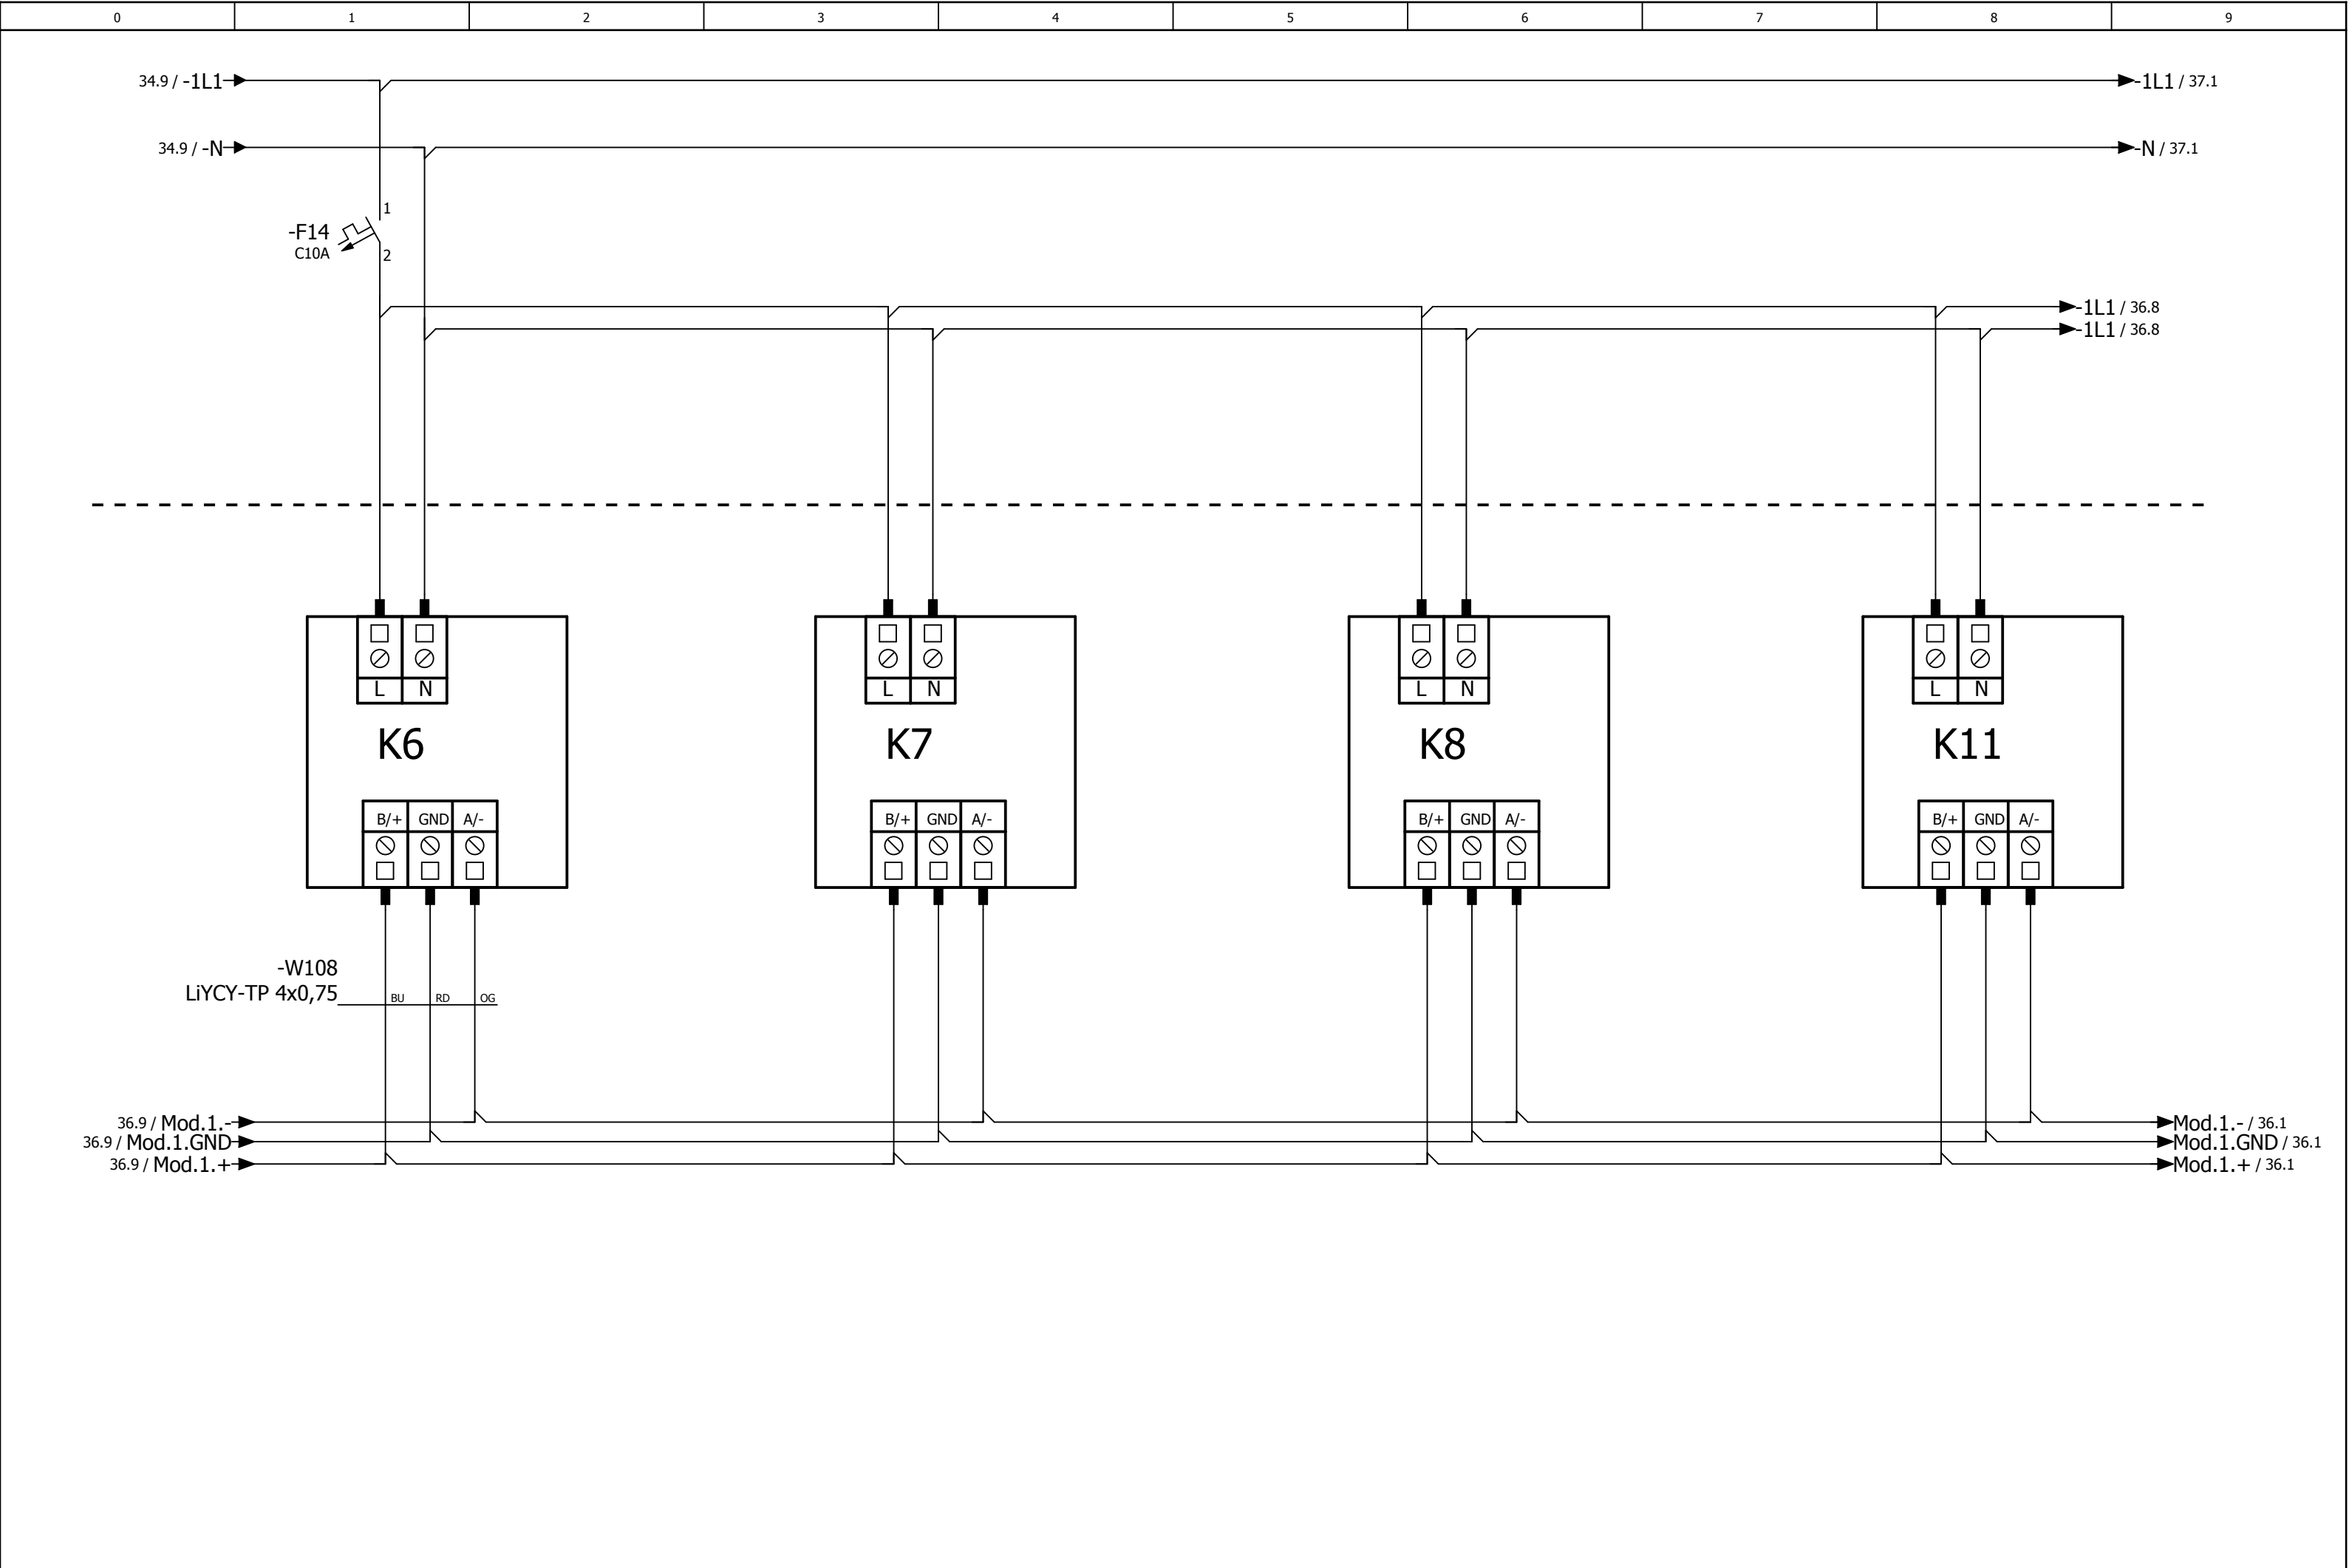 0 1 2 3 4 5 6 7 8 9
34.9 / -1L1 -1L1 / 37.1
34.9 / -N -N / 37.1
1
-F14
C10A
2
-1L1 / 36.8
-1L1 / 36.8
L N L N L N L N
K6 K7 K8 K11
B/+ GND A/- B/+ GND A/- B/+ GND A/- B/+ GND A/-
-W108
LiYCY-TP 4x0,75 BU RD OG
36.9 / Mod.1.- Mod.1.- / 36.1
36.9 / Mod.1.GND Mod.1.GND / 36.1
36.9 / Mod.1.+ Mod.1.+ / 36.1